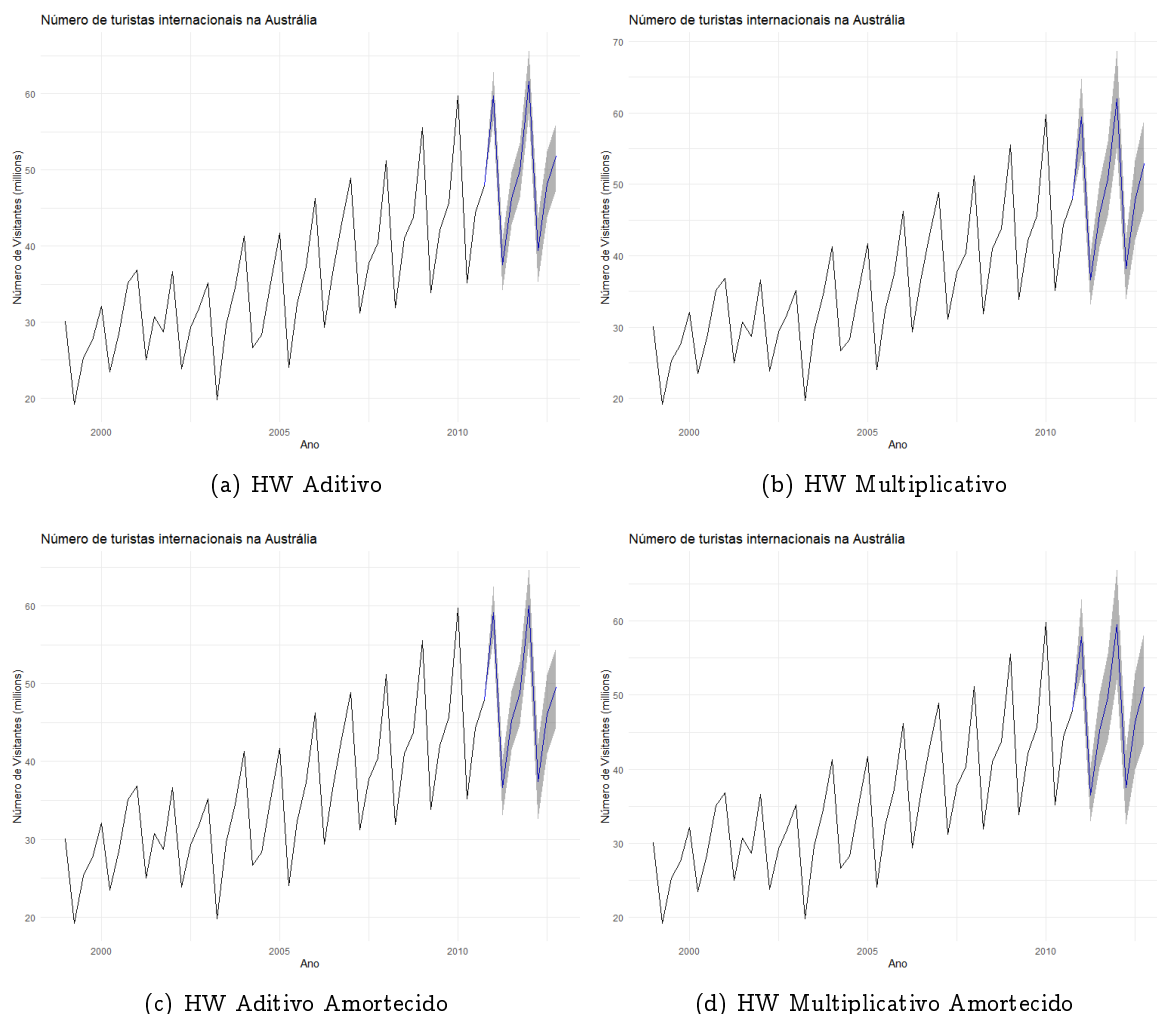 Número de turistas internacionais na Austrália
Número de Visitantes (millions)
60
50
40
30
20
2000
2005
2010
Ano
(a) HW Aditivo
Número de turistas internacionais na Austrália
Número de Visitantes (millions)
70
60
50
40
30
20
2000
2005
2010
Ano
(b) HW Multiplicativo
Número de turistas internacionais na Austrália
Número de Visitantes (millions)
60
50
40
30
20
2000
2005
2010
Ano
(c) HW Aditivo Amortecido
Número de turistas internacionais na Austrália
Número de Visitantes (millions)
60
50
40
30
20
2000
2005
2010
Ano
(d) HW Multiplicativo Amortecido